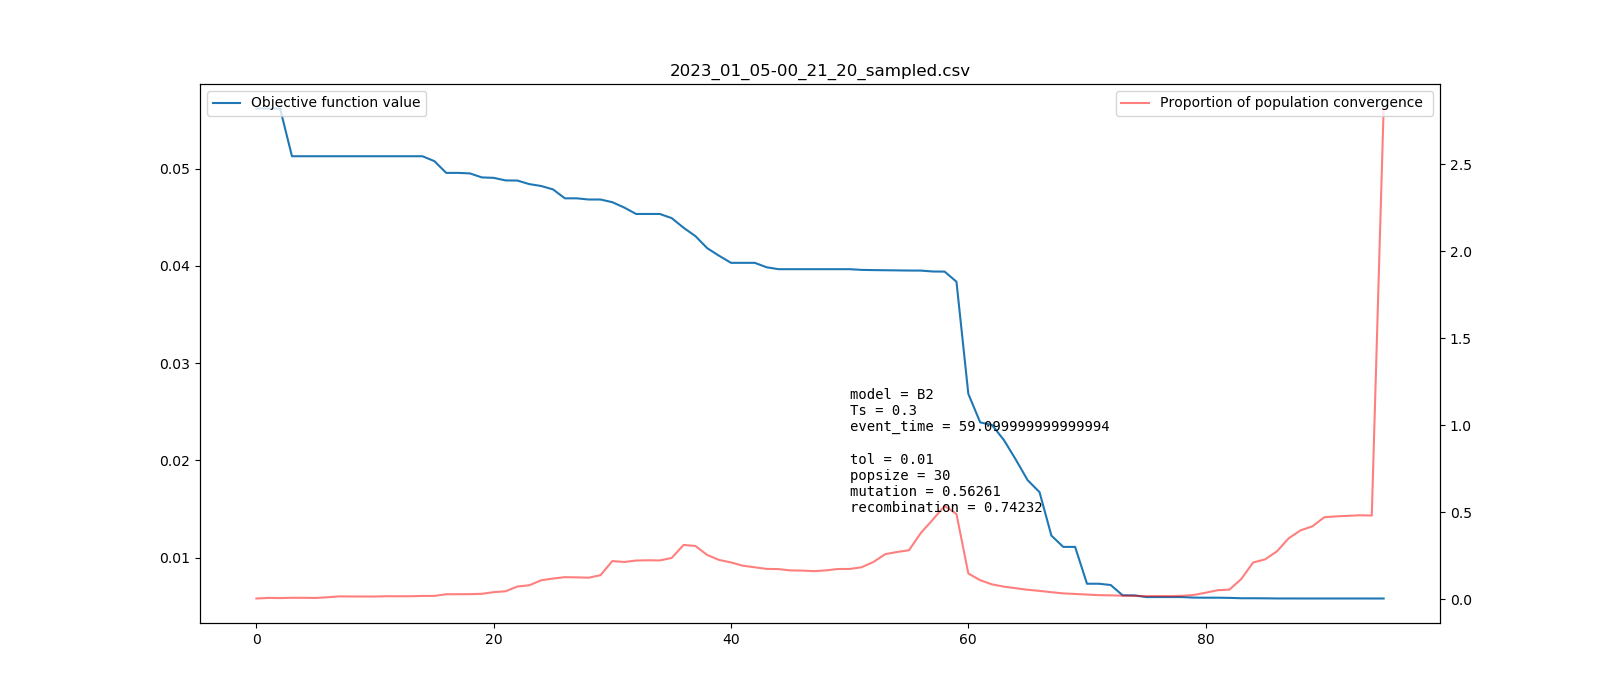 2023_01_05-00_21_20_sampled.csv
Objective function value
Proportion of population convergence
0.05
0.04
0.03
0.02
0.01
2.5
2.0
1.5
1.0
0.5
0.0
model = B2
Ts = 0.3
event_time = 59.099999999999994
tol = 0.01
popsize = 30
mutation = 0.56261
recombination = 0.74232
0 20 40 60 80